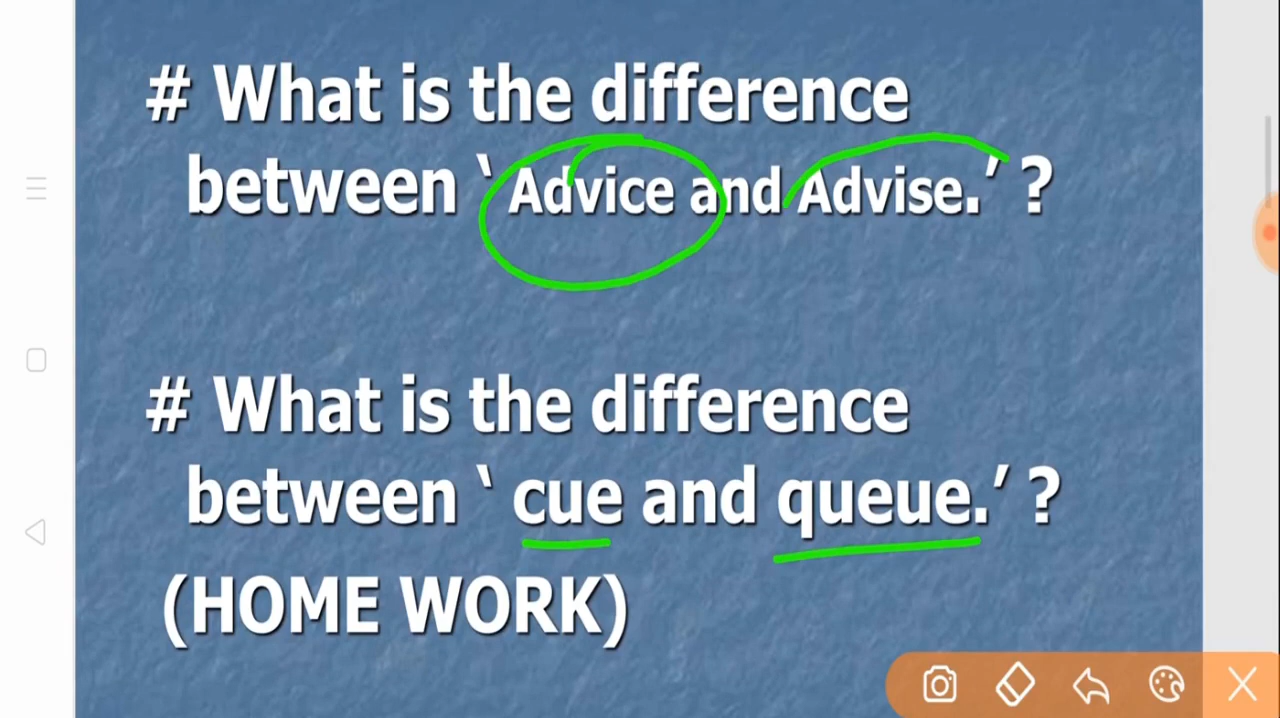 # What is the difference
between ‘ Advice and Advise.’ ?
# What is the difference
between ‘ cue and queue.’ ?
(HOME WORK)